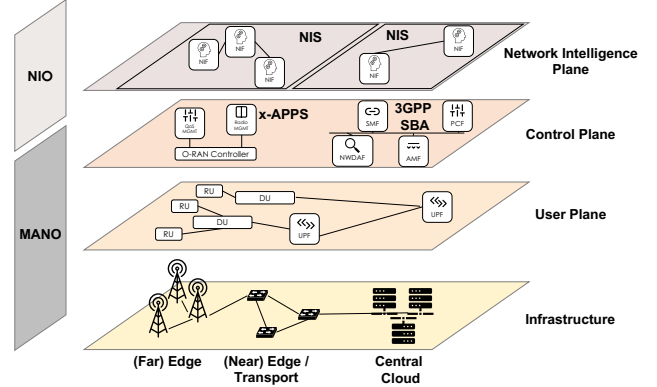 NIO
MANO
NIS
NIS
NIF
NIF
NIF
NIF
NIF
Network Intelligence
Plane
x-APPS
QoS
MGMT
Radio
MGMT
O-RAN Controller
3GPP
SBA
SMF
PCF
NWDAF
AMF
Control Plane
RU
DU
RU
DU
RU
UPF
UPF
User Plane
Infrastructure
(Far) Edge
(Near) Edge /
Transport
Central
Cloud